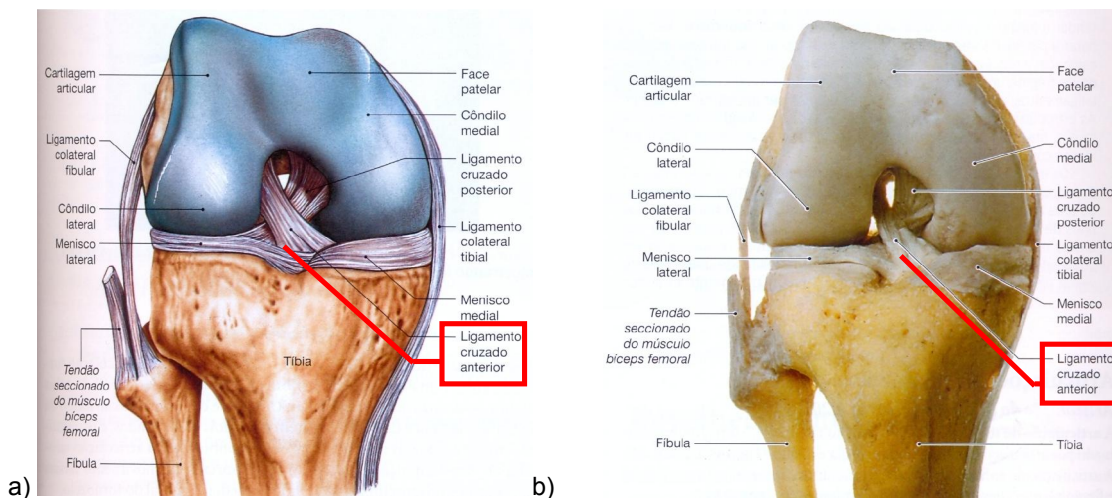 Cartilagem
articular
Ligamento
colateral
fibular
Côndilo
lateral
Menisco
lateral
Tendão
seccionado
do músculo
bíceps
femoral
Fíbula
Face
patelar
Côndilo
medial
Ligamento
cruzado
posterior
Ligamento
colateral
tibial
Menisco
medial
Ligamento
cruzado
anterior
Tíbia
a)
Cartilagem
articular
Côndilo
lateral
Ligamento
colateral
fibular
Menisco
lateral
Tendão
seccionado
do músculo
bíceps femoral
Fíbula
Face
patelar
Côndilo
medial
Ligamento
cruzado
posterior
Ligamento
colateral
tibial
Menisco
medial
Ligamento
cruzado
anterior
Tíbia
b)